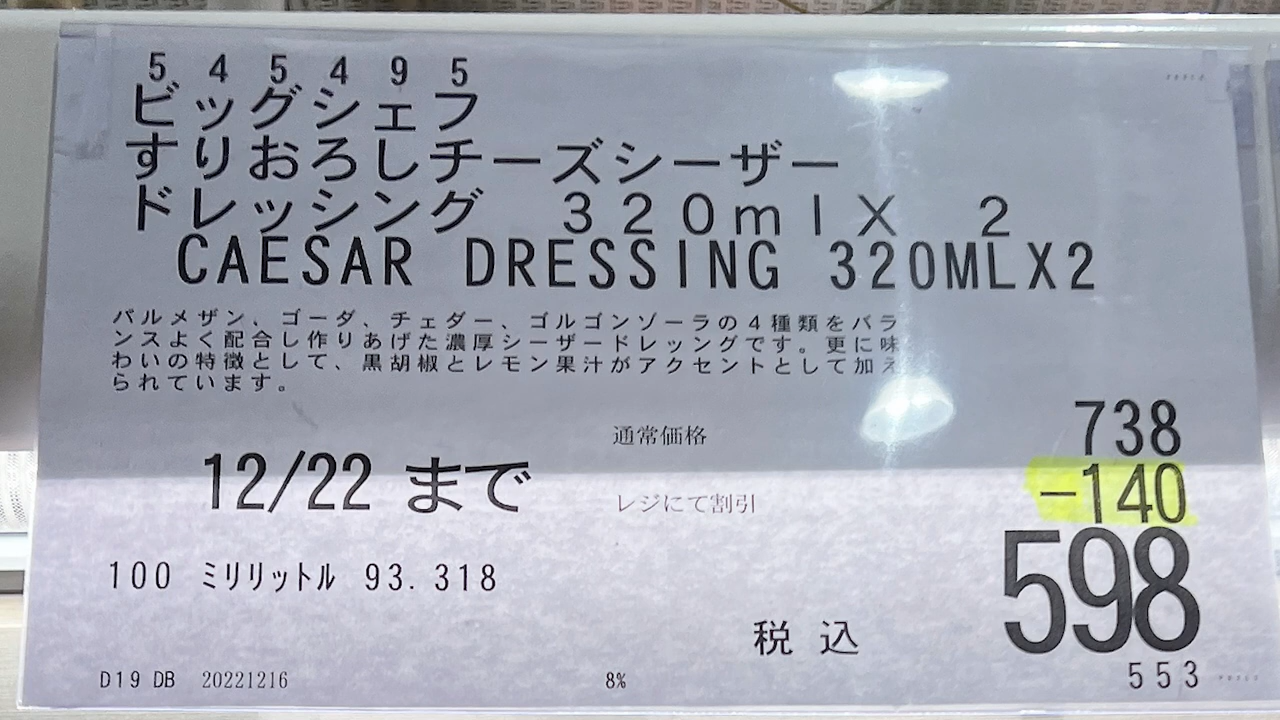 545495
ビッグシェフ
すりおろしチーズシーザー
ドレッシング　３２０ｍｌＸ　２
CAESAR DRESSING 320MLX2
パルメザン、ゴーダ、チェダー、ゴルゴンゾーラの４種類をバラ
ンスよく配合し作りあげた濃厚シーザードレッシングです。更に味
わいの特徴として、黒胡椒とレモン果汁がアクセントとして加え
られています。
通常価格 738
12/22 まで レジにて割引 -140
598
100 ﾐﾘﾘｯﾄﾙ 93.318
税込
553
D19 DB 20221216 8%